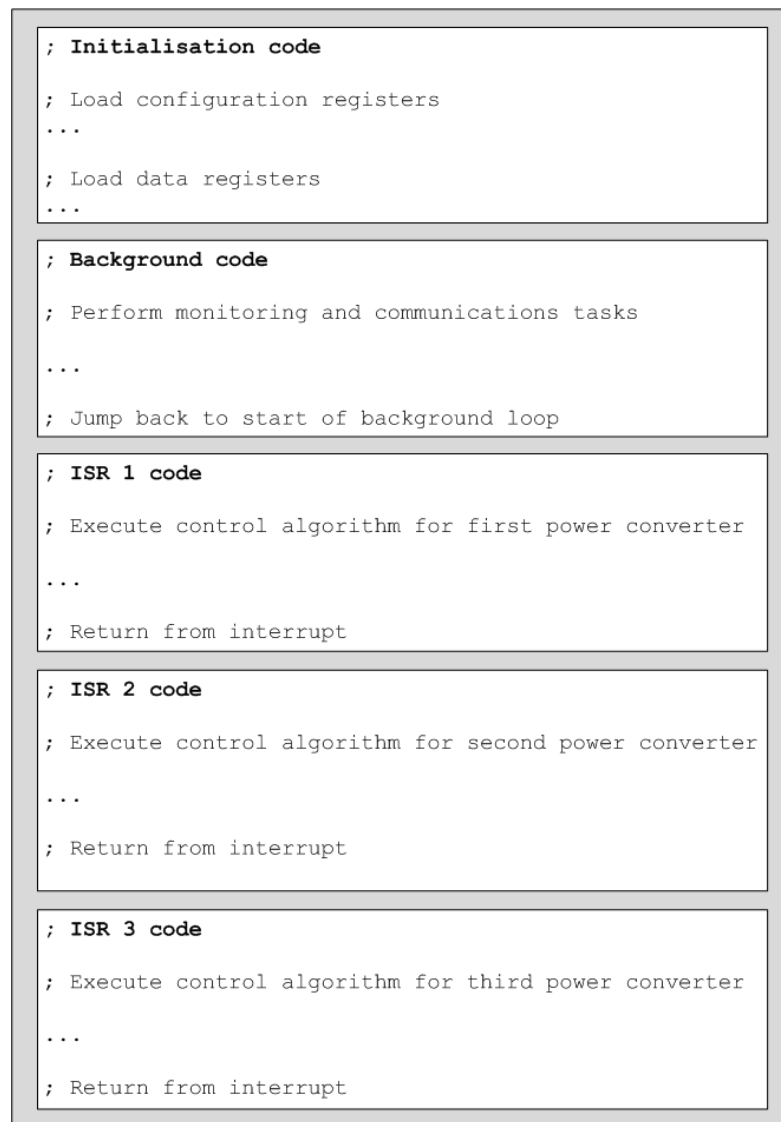 ; Initialisation code
; Load configuration registers
...
; Load data registers
...
; Background code
; Perform monitoring and communications tasks
...
; Jump back to start of background loop
; ISR 1 code
; Execute control algorithm for first power converter
...
; Return from interrupt
; ISR 2 code
; Execute control algorithm for second power converter
...
; Return from interrupt
; ISR 3 code
; Execute control algorithm for third power converter
...
; Return from interrupt